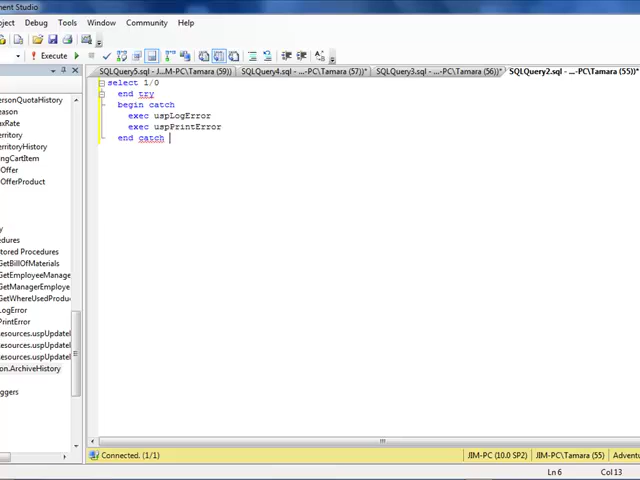 ment Studio
oject Debug Tools Window Community Help
Execute
SQLQuery5.sql - J...M-PC\Tamara (59))* SQLQuery4.sql -...-PC\Tamara (57))* SQLQuery3.sql -...-PC\Tamara (56))* SQLQuery2.sql -...-PC\Tamara (55))*
ersonQuotaHistory
eason
axRate
erritory
erritoryHistory
ingCartItem
Offer
OfferProduct
y
edures
tored Procedures
GetBillOfMaterials
GetEmployeeManage
GetManagerEmploye
GetWhereUsedProdu
LogError
PrintError
esources.uspUpdateI
esources.uspUpdateI
esources.uspUpdateI
on.ArchiveHistory
ggers
select 1/0
end try
begin catch
exec uspLogError
exec uspPrintError
end catch
Connected. (1/1) JIM-PC (10.0 SP2) JIM-PC\Tamara (55) Adventu
Ln 6 Col 13